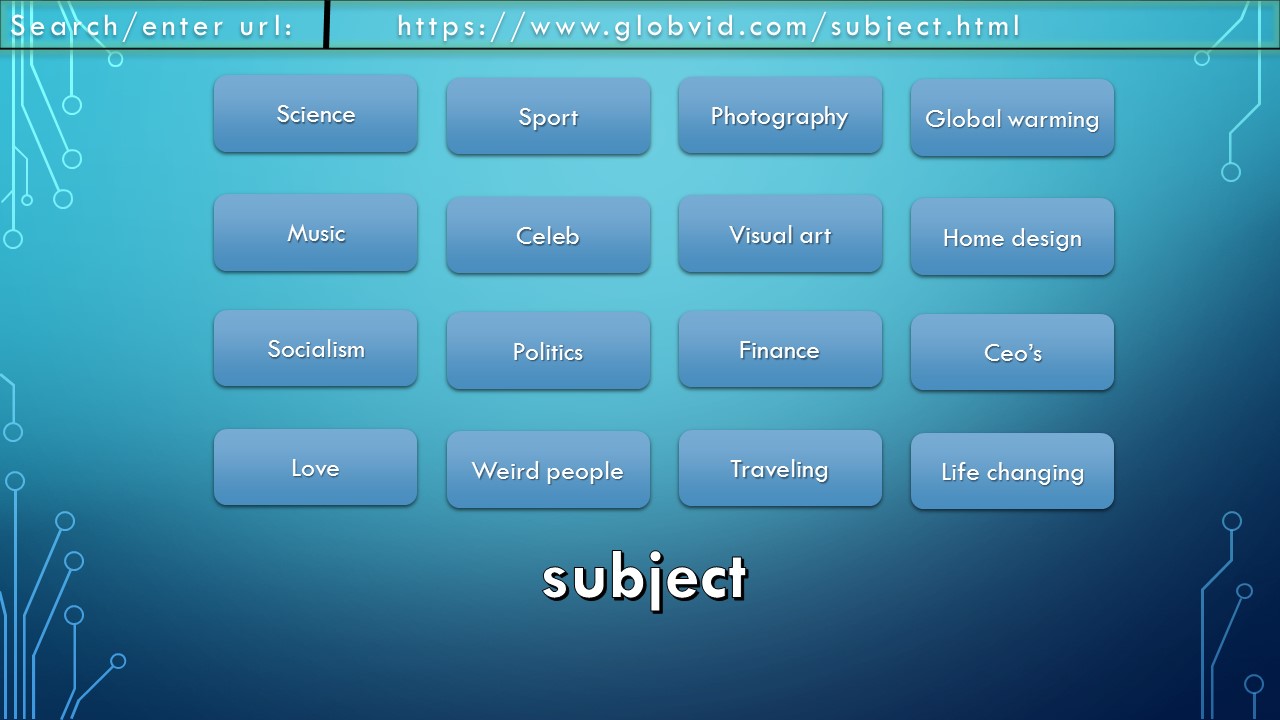 Search/enter url: https://www.globvid.com/subject.html
Science Sport Photography Global warming
Music Celeb Visual art Home design
Socialism Politics Finance Ceo’s
Love Weird people Traveling Life changing
subject